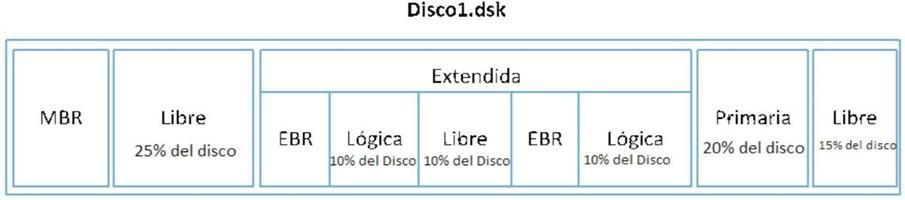 Disco1.dsk
MBR
Libre
25% del disco
Extendida
EBR
Lógica
10% del Disco
Libre
10% del Disco
EBR
Lógica
10% del Disco
Primaria
20% del disco
Libre
15% del disco